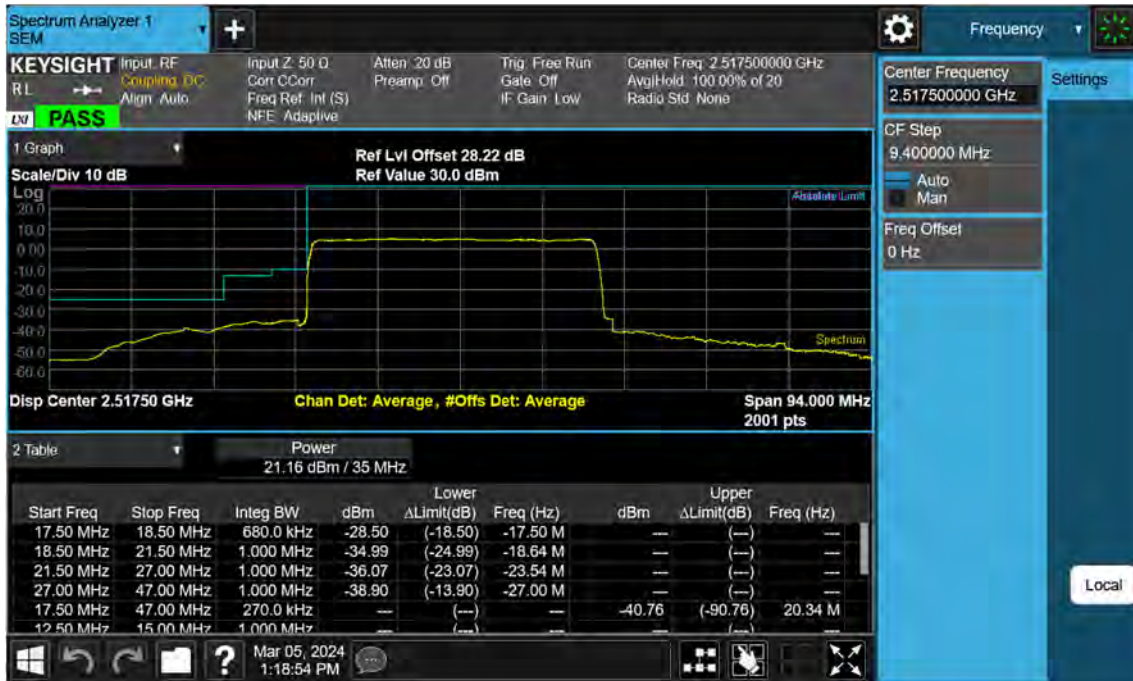 Spectrum Analyzer 1
SEM
Frequency
KEYSIGHT
RL
LXI
PASS
Input: RF
Coupling: DC
Align: Auto
Input Z: 50 Ω
Corr CCorr
Freq Ref: Int (S)
NFE: Adaptive
Atten: 20 dB
Preamp: Off
Trig: Free Run
Gate: Off
IF Gain: Low
Center Freq: 2.517500000 GHz
Avg|Hold: 100.00% of 20
Radio Std: None
Center Frequency
2.517500000 GHz
Settings
CF Step
9.400000 MHz
Auto
Man
Freq Offset
0 Hz
1 Graph
Scale/Div 10 dB
Ref Lvl Offset 28.22 dB
Ref Value 30.0 dBm
Log
20.0
10.0
0.00
-10.0
-20.0
-30.0
-40.0
-50.0
-60.0
Absolute Limit
Spectrum
Disp Center 2.51750 GHz
Chan Det: Average, #Offs Det: Average
Span 94.000 MHz
2001 pts
2 Table
Power
21.16 dBm / 35 MHz
Lower Upper
Start Freq Stop Freq Integ BW dBm ΔLimit(dB) Freq (Hz) dBm ΔLimit(dB) Freq (Hz)
17.50 MHz 18.50 MHz 680.0 kHz -28.50 (-18.50) -17.50 M --- (---) ---
18.50 MHz 21.50 MHz 1.000 MHz -34.99 (-24.99) -18.64 M --- (---) ---
21.50 MHz 27.00 MHz 1.000 MHz -36.07 (-23.07) -23.54 M --- (---) ---
27.00 MHz 47.00 MHz 1.000 MHz -38.90 (-13.90) -27.00 M --- (---) ---
17.50 MHz 47.00 MHz 270.0 kHz --- (---) --- -40.76 (-90.76) 20.34 M
12.50 MHz 15.00 MHz 1.000 MHz --- (---) --- --- (---) ---
Local
?
Mar 05, 2024
1:18:54 PM